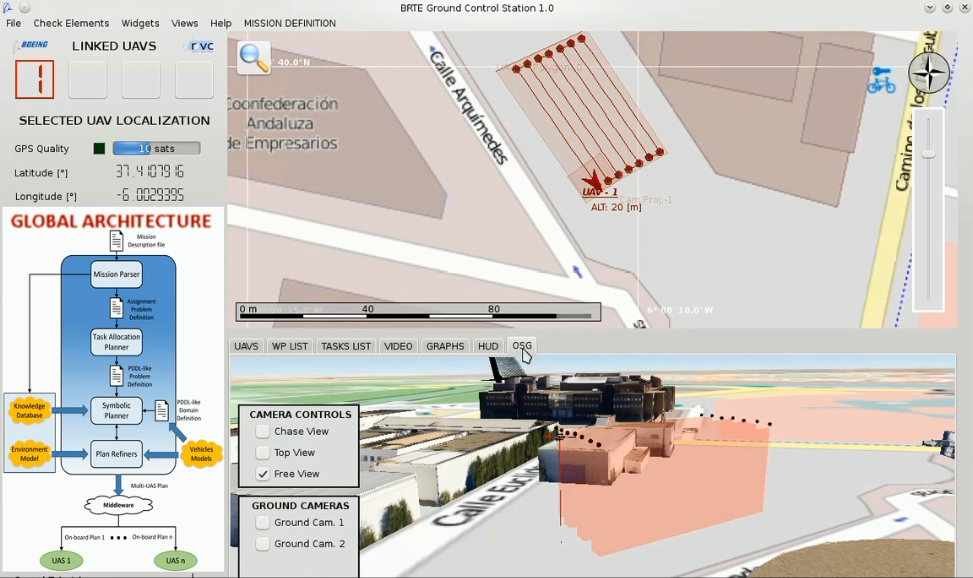 BRTE Ground Control Station 1.0
File Check Elements Widgets Views Help MISSION DEFINITION
BOEING LINKED UAVS
1
SELECTED UAV LOCALIZATION
GPS Quality 10 sats
Latitude [°] 37.4107916
Longitude [°] -6.0029395
GLOBAL ARCHITECTURE
Mission
Description file
Mission Parser
Assignment
Problem
Definition
Task Allocation
Planner
PDDL-like
Problem
Definition
Knowledge
Database
Symbolic
Planner
PDDL-like
Domain
Definition
Environment
Model
Plan Refiners
Vehicles
Models
Multi-UAS Plan
Middleware
On-board Plan 1 • • • On-board Plan n
UAS 1
UAS n
40.0"N
Calle Arquímedes
Coonfederación
Andaluza
de Empresarios
UAV - 1
Cam.Proj.-1
ALT: 20 [m]
Camino de los
0 m 40 80
6° 00' 10.0"W
UAVS WP LIST TASKS LIST VIDEO GRAPHS HUD OSG
CAMERA CONTROLS
Chase View
Top View
Free View
GROUND CAMERAS
Ground Cam. 1
Ground Cam. 2